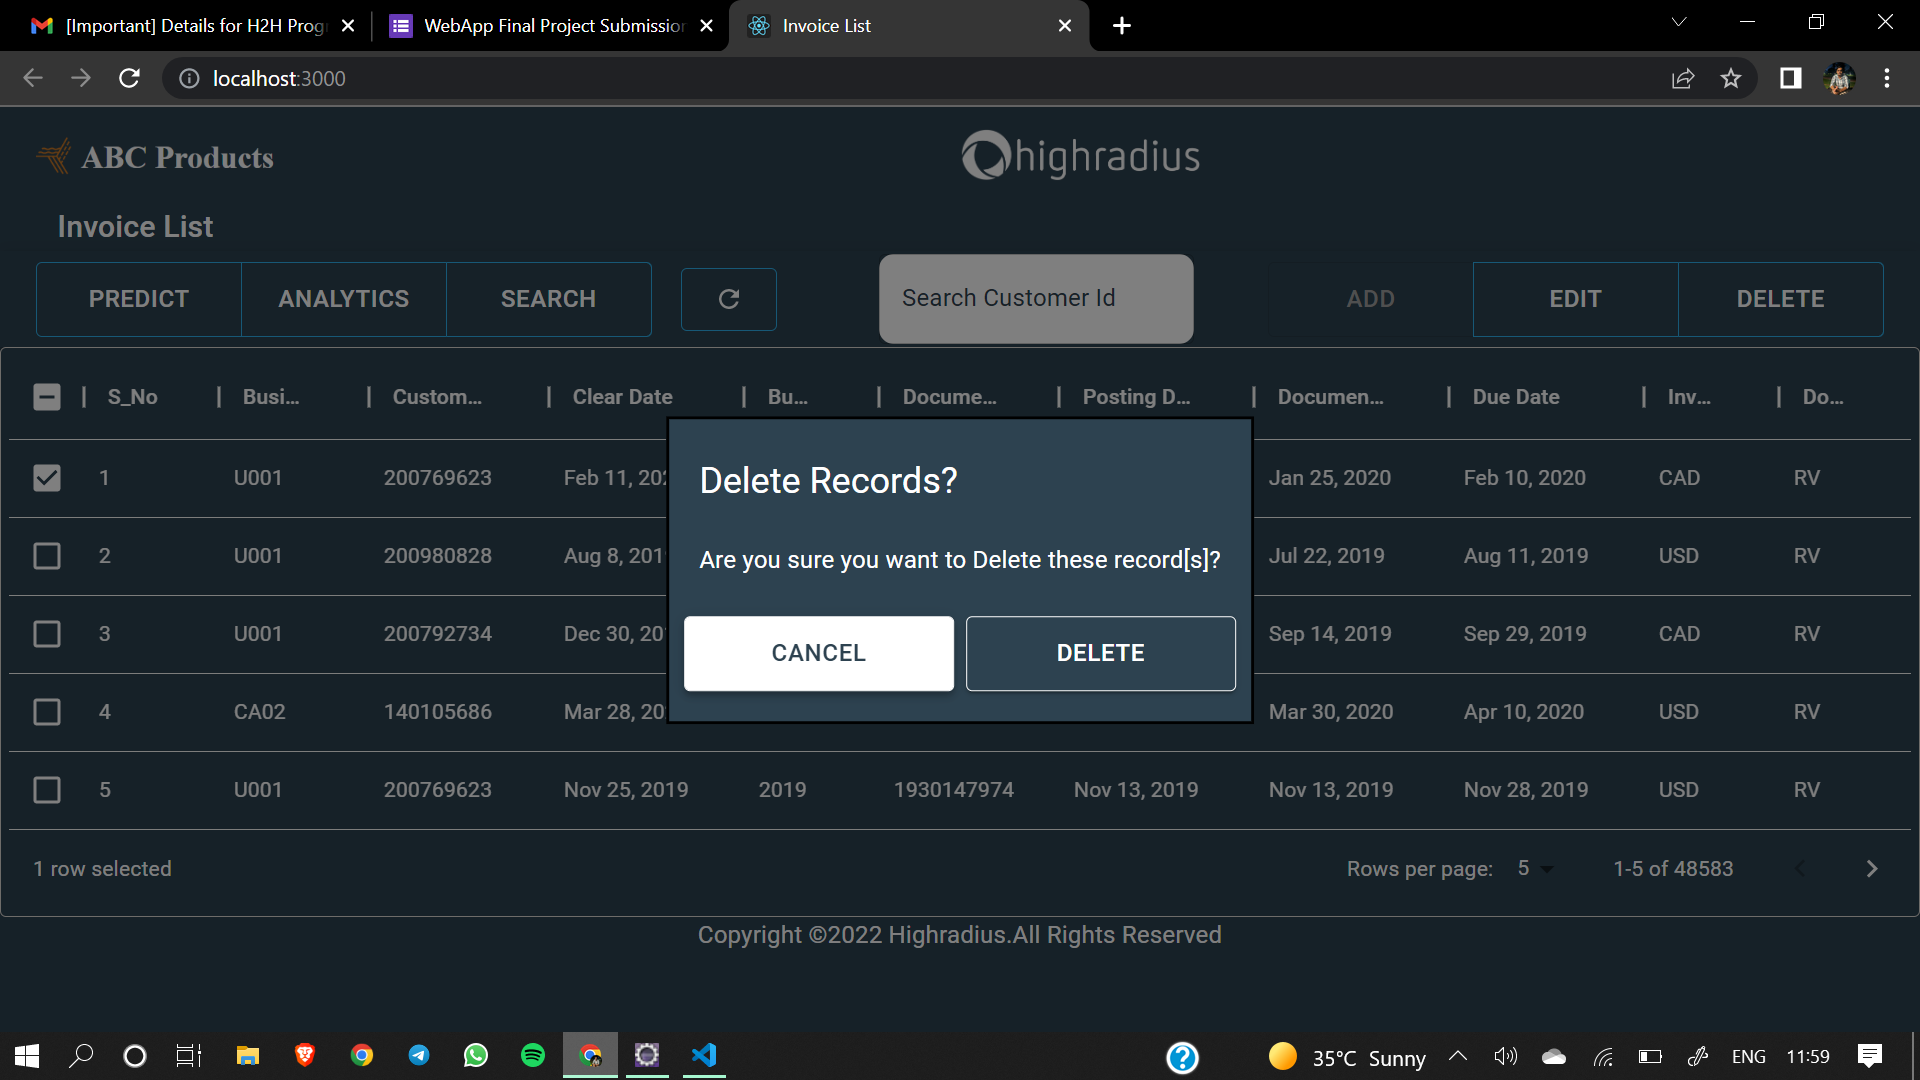 [Important] Details for H2H Prog
WebApp Final Project Submission
Invoice List
localhost:3000
ABC Products
highradius
Invoice List
PREDICT ANALYTICS SEARCH
Search Customer Id
ADD EDIT DELETE
S_No Busi... Custom... Clear Date Bu... Docume... Posting D... Documen... Due Date Inv... Do...
1 U001 200769623 Feb 11, 202 Jan 25, 2020 Feb 10, 2020 CAD RV
2 U001 200980828 Aug 8, 201 Jul 22, 2019 Aug 11, 2019 USD RV
3 U001 200792734 Dec 30, 20 Sep 14, 2019 Sep 29, 2019 CAD RV
4 CA02 140105686 Mar 28, 20 Mar 30, 2020 Apr 10, 2020 USD RV
5 U001 200769623 Nov 25, 2019 2019 1930147974 Nov 13, 2019 Nov 13, 2019 Nov 28, 2019 USD RV
Delete Records?
Are you sure you want to Delete these record[s]?
CANCEL DELETE
1 row selected
Rows per page: 5 1-5 of 48583
Copyright ©2022 Highradius.All Rights Reserved
35°C Sunny
ENG 11:59